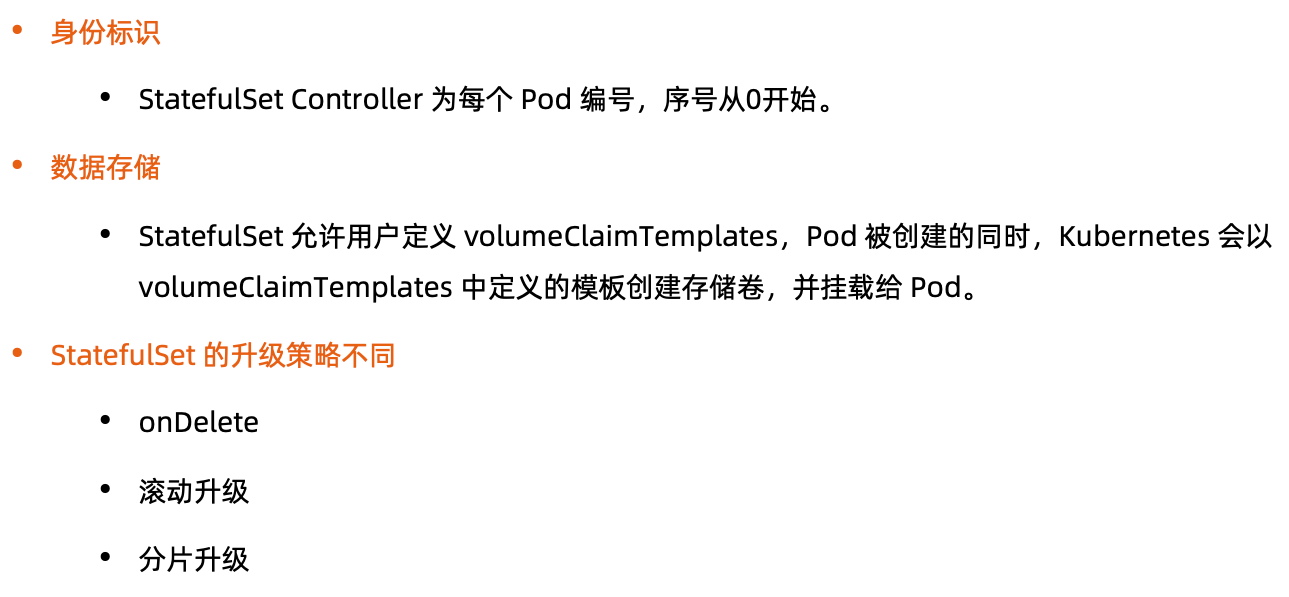 • 身份标识
• StatefulSet Controller 为每个 Pod 编号，序号从0开始。
• 数据存储
• StatefulSet 允许用户定义 volumeClaimTemplates，Pod 被创建的同时，Kubernetes 会以
volumeClaimTemplates 中定义的模板创建存储卷，并挂载给 Pod。
• StatefulSet 的升级策略不同
• onDelete
• 滚动升级
• 分片升级